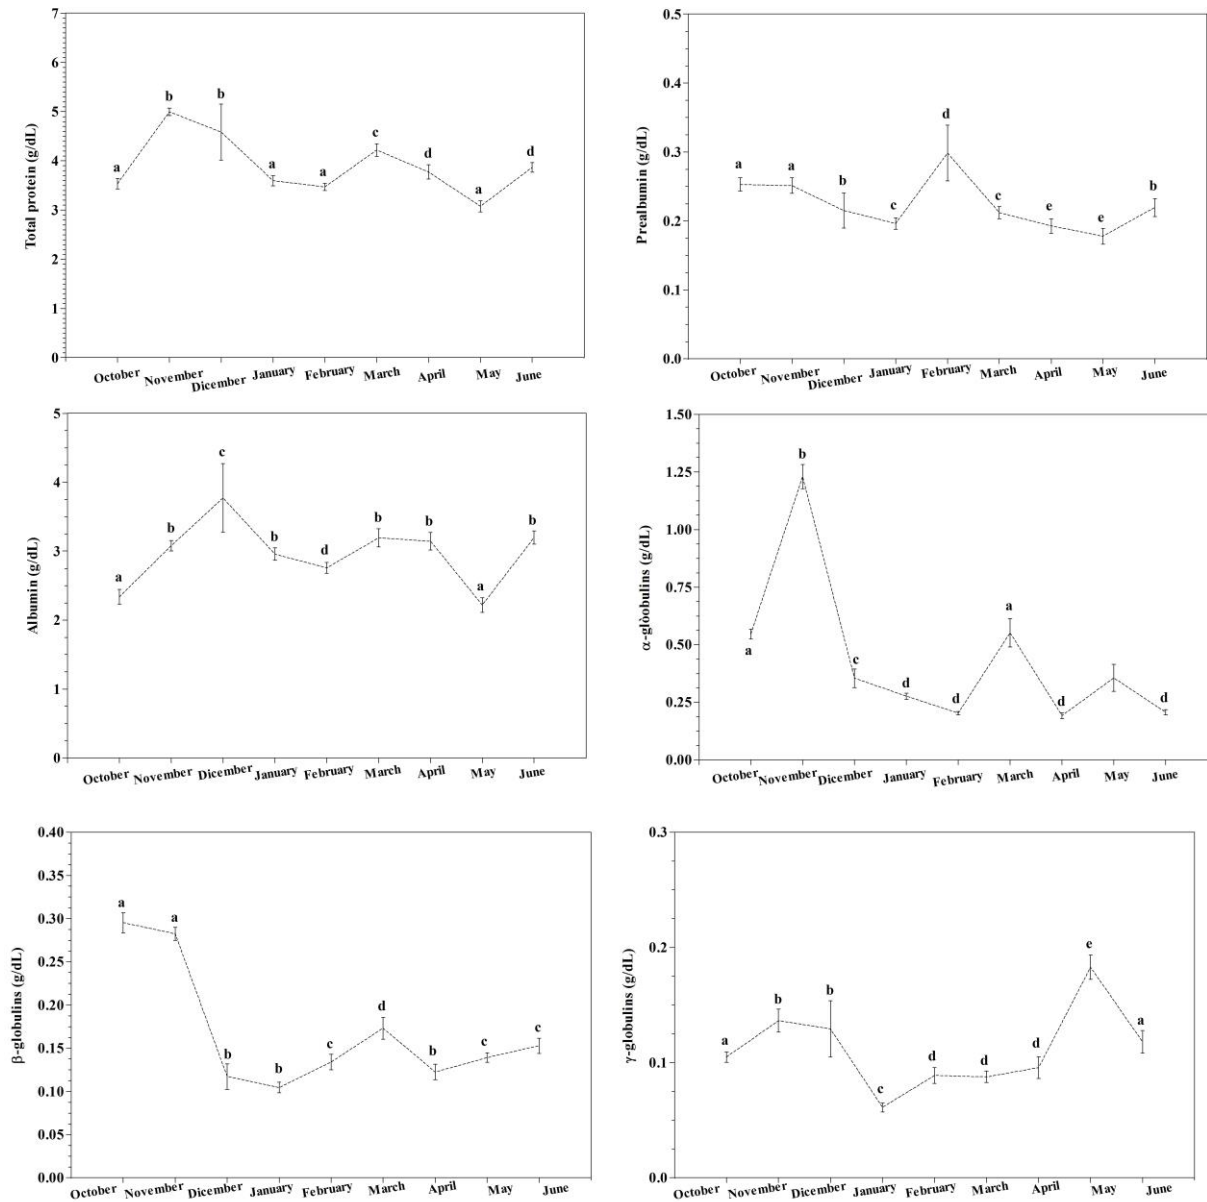 Total protein (g/dL)
7
6
5
4
3
2
1
0
a
b
b
a
a
c
d
a
d
October
November
Dicember
January
February
March
April
May
June
Prealbumin (g/dL)
0.5
0.4
0.3
0.2
0.1
0.0
a
a
b
c
d
c
e
e
b
October
November
Dicember
January
February
March
April
May
June
Albumin (g/dL)
5
4
3
2
1
0
a
b
c
b
d
b
b
a
b
October
November
Dicember
January
February
March
April
May
June
α-glòobulins (g/dL)
1.50
1.25
1.00
0.75
0.50
0.25
0.00
a
b
c
d
d
a
d
d
October
November
Dicember
January
February
March
April
May
June
β-globulins (g/dL)
0.40
0.35
0.30
0.25
0.20
0.15
0.10
0.05
0.00
a
a
b
b
c
d
b
c
c
October
November
Dicember
January
February
March
April
May
June
γ-globulins (g/dL)
0.3
0.2
0.1
0.0
a
b
b
c
d
d
d
e
a
October
November
Dicember
January
February
March
April
May
June